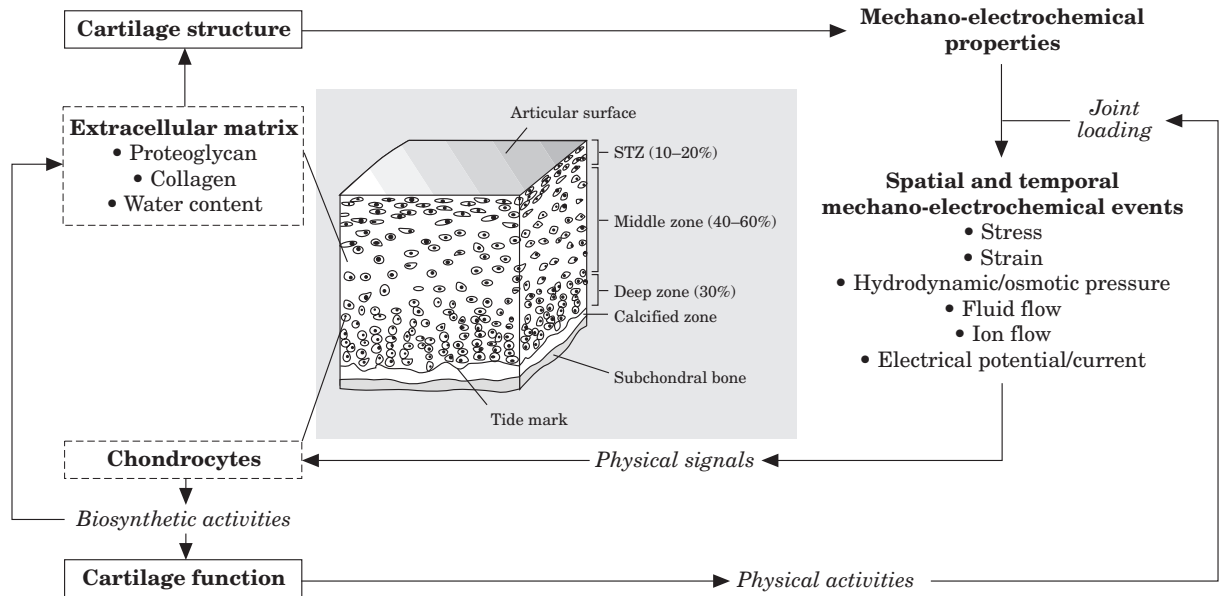 Cartilage structure
Mechano-electrochemical
properties
Extracellular matrix
• Proteoglycan
• Collagen
• Water content
Articular surface
STZ (10–20%)
Middle zone (40–60%)
Deep zone (30%)
Calcified zone
Subchondral bone
Tide mark
Joint
loading
Spatial and temporal
mechano-electrochemical events
• Stress
• Strain
• Hydrodynamic/osmotic pressure
• Fluid flow
• Ion flow
• Electrical potential/current
Chondrocytes
Physical signals
Biosynthetic activities
Cartilage function
Physical activities